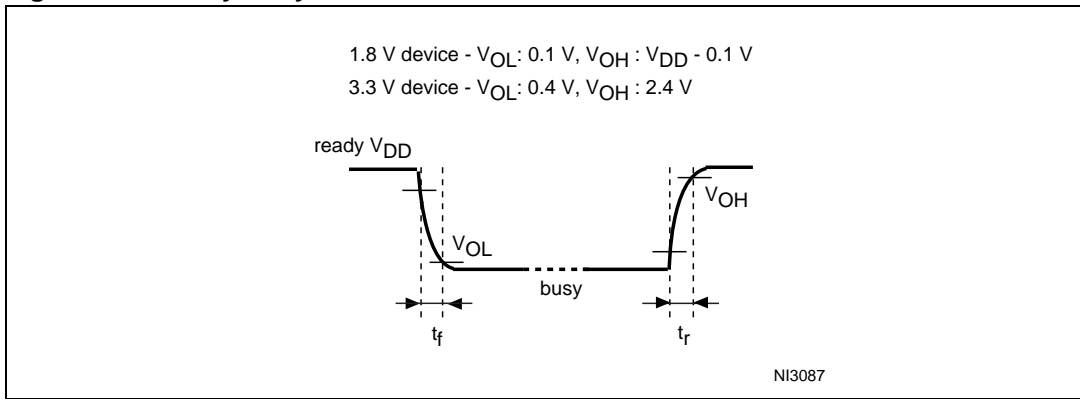 1.8 V device - VOL: 0.1 V, VOH : VDD - 0.1 V
3.3 V device - VOL: 0.4 V, VOH : 2.4 V
ready VDD
VOH
VOL
busy
tf
tr
NI3087